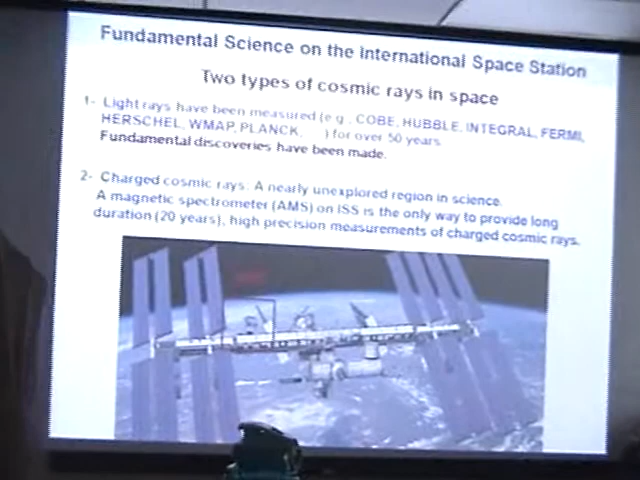 Fundamental Science on the International Space Station
Two types of cosmic rays in space
1- Light rays have been measured (e.g., COBE, HUBBLE, INTEGRAL, FERMI,
HERSCHEL, WMAP, PLANCK, ) for over 50 years.
Fundamental discoveries have been made.
2- Charged cosmic rays: A nearly unexplored region in science.
A magnetic spectrometer (AMS) on ISS is the only way to provide long
duration (20 years), high precision measurements of charged cosmic rays.